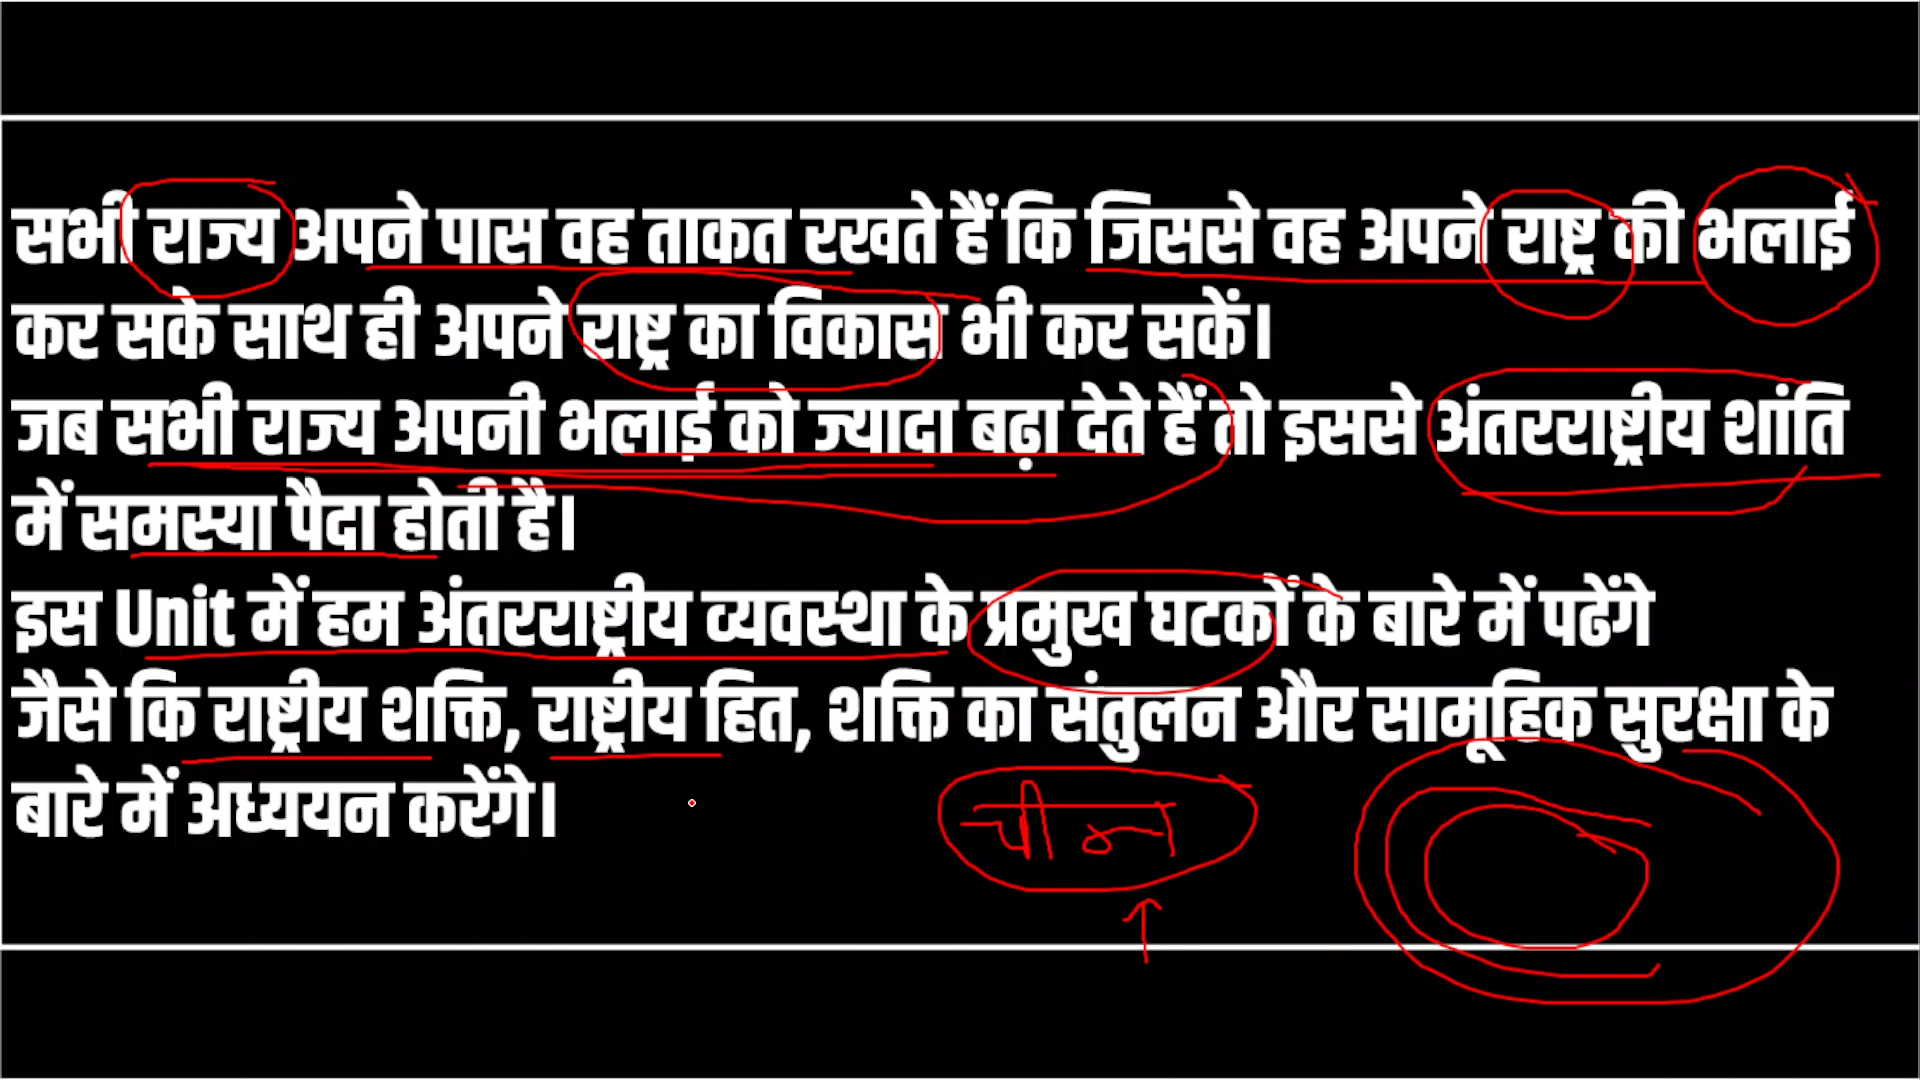 सभी राज्य अपने पास वह ताकत रखते हैं कि जिससे वह अपने राष्ट्र की भलाई
कर सके साथ ही अपने राष्ट्र का विकास भी कर सकें।
जब सभी राज्य अपनी भलाई को ज्यादा बढ़ा देते हैं तो इससे अंतरराष्ट्रीय शांति
में समस्या पैदा होती है।
इस Unit में हम अंतरराष्ट्रीय व्यवस्था के प्रमुख घटकों के बारे में पढेंगे
जैसे कि राष्ट्रीय शक्ति, राष्ट्रीय हित, शक्ति का संतुलन और सामूहिक सुरक्षा के
बारे में अध्ययन करेंगे।
चीन